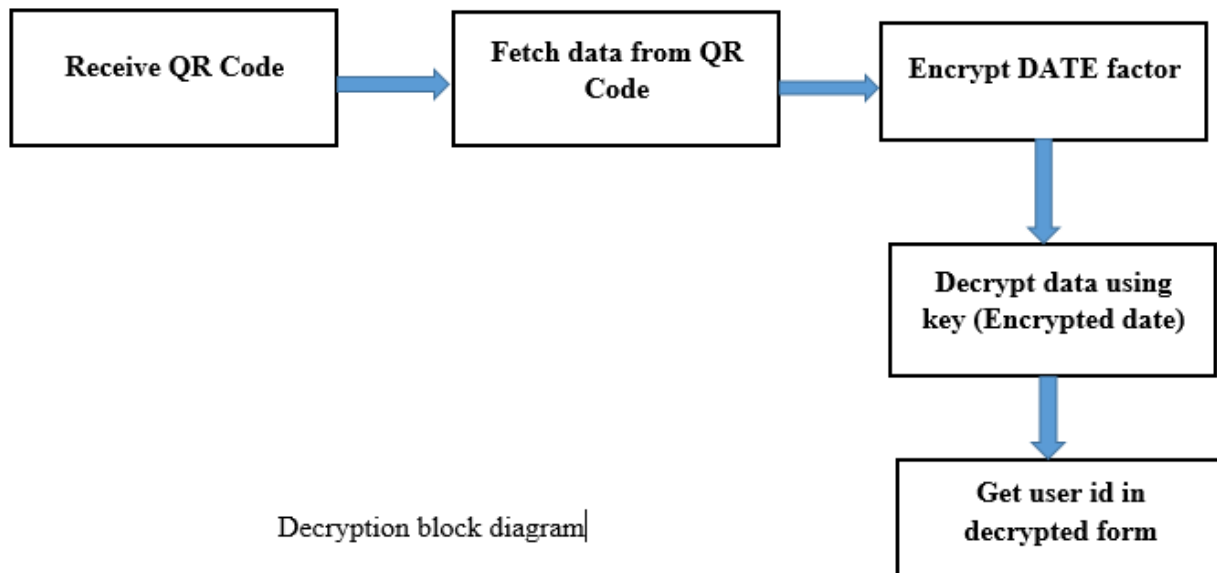 Receive QR Code
Fetch data from QR
Code
Encrypt DATE factor
Decrypt data using
key (Encrypted date)
Get user id in
decrypted form
Decryption block diagram